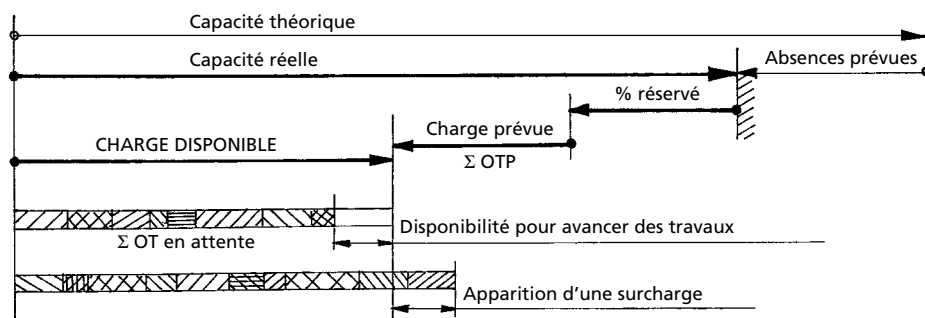 Capacité théorique
Capacité réelle
Absences prévues
% réservé
Charge prévue
CHARGE DISPONIBLE
Σ OTP
Disponibilité pour avancer des travaux
Σ OT en attente
Apparition d’une surcharge